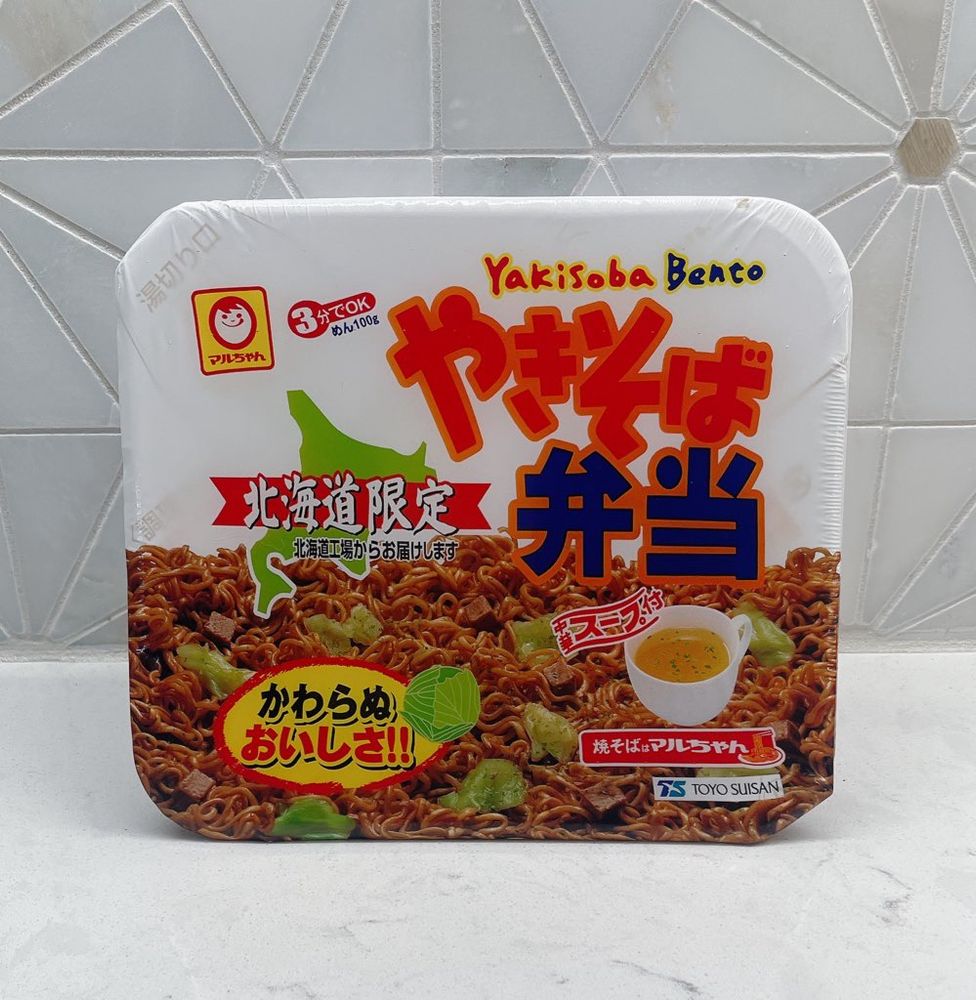 湯切り口
Yakisoba Bento
マルちゃん
3分でOK
めん100g
やきそば
弁当
北海道限定
北海道工場からお届けします
中華スープ付
かわらぬ
おいしさ!!
焼そばはマルちゃん
TS TOYO SUISAN